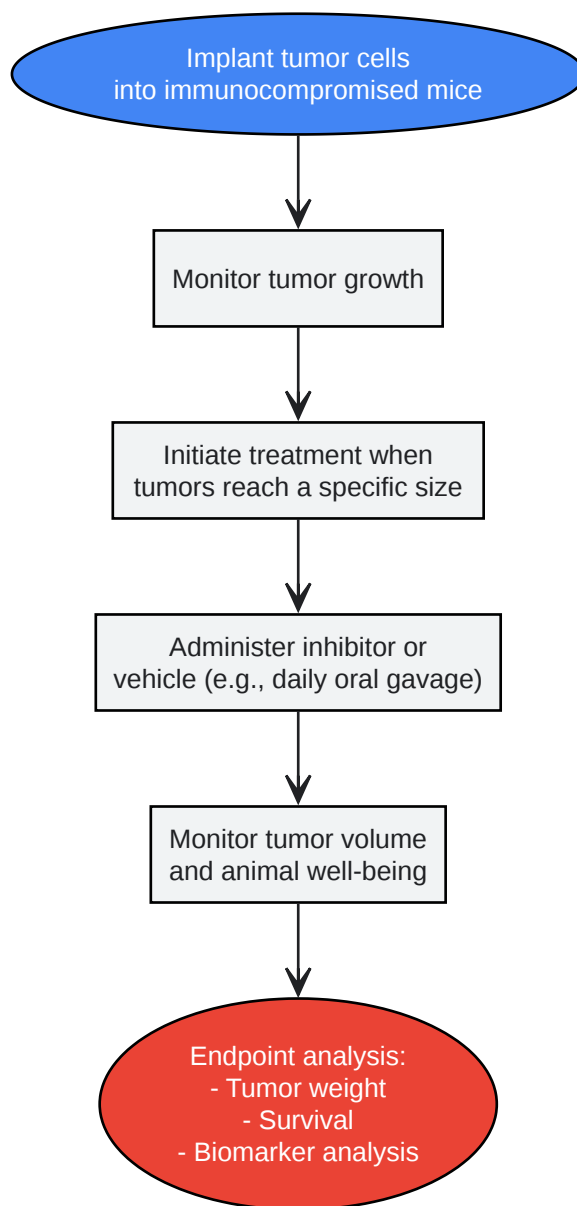 Implant tumor cells
into immunocompromised mice
Monitor tumor growth
Initiate treatment when
tumors reach a specific size
Administer inhibitor or
vehicle (e.g., daily oral gavage)
Monitor tumor volume
and animal well-being
Endpoint analysis:
- Tumor weight
- Survival
- Biomarker analysis